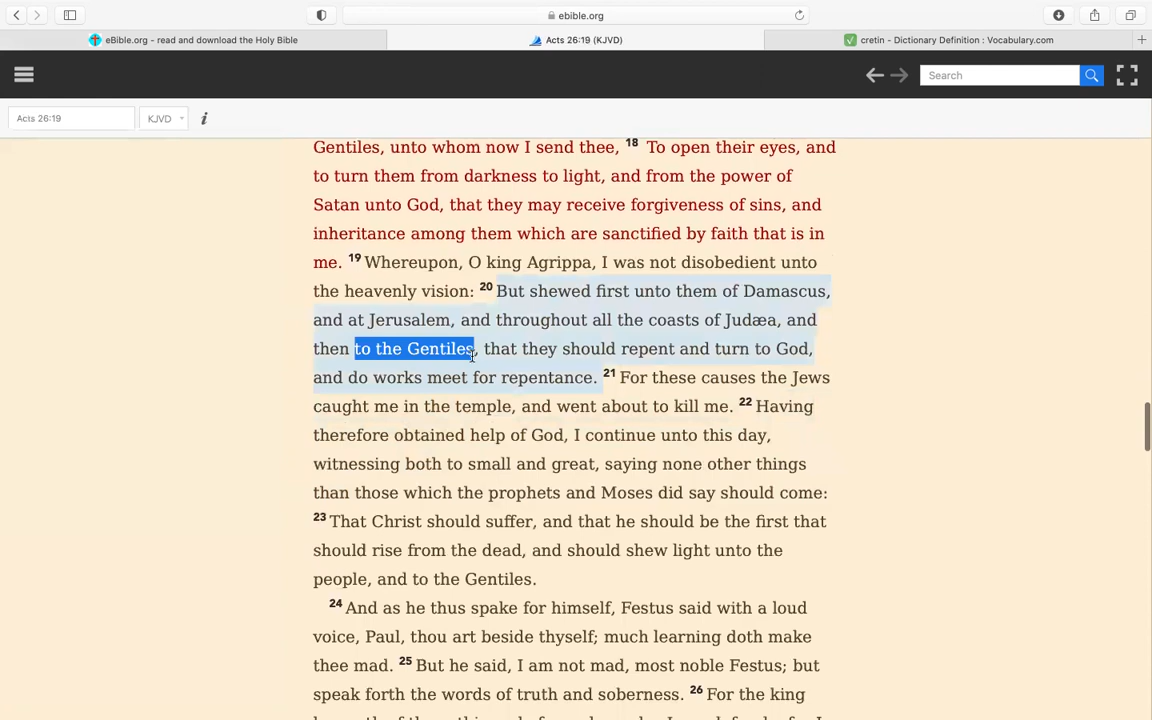 ebible.org
eBible.org - read and download the Holy Bible
Acts 26:19 (KJVD)
cretin - Dictionary Definition : Vocabulary.com
Search
Acts 26:19
KJVD
i
Gentiles, unto whom now I send thee, 18 To open their eyes, and
to turn them from darkness to light, and from the power of
Satan unto God, that they may receive forgiveness of sins, and
inheritance among them which are sanctified by faith that is in
me. 19 Whereupon, O king Agrippa, I was not disobedient unto
the heavenly vision: 20 But shewed first unto them of Damascus,
and at Jerusalem, and throughout all the coasts of Judæa, and
then to the Gentiles, that they should repent and turn to God,
and do works meet for repentance. 21 For these causes the Jews
caught me in the temple, and went about to kill me. 22 Having
therefore obtained help of God, I continue unto this day,
witnessing both to small and great, saying none other things
than those which the prophets and Moses did say should come:
23 That Christ should suffer, and that he should be the first that
should rise from the dead, and should shew light unto the
people, and to the Gentiles.
24 And as he thus spake for himself, Festus said with a loud
voice, Paul, thou art beside thyself; much learning doth make
thee mad. 25 But he said, I am not mad, most noble Festus; but
speak forth the words of truth and soberness. 26 For the king